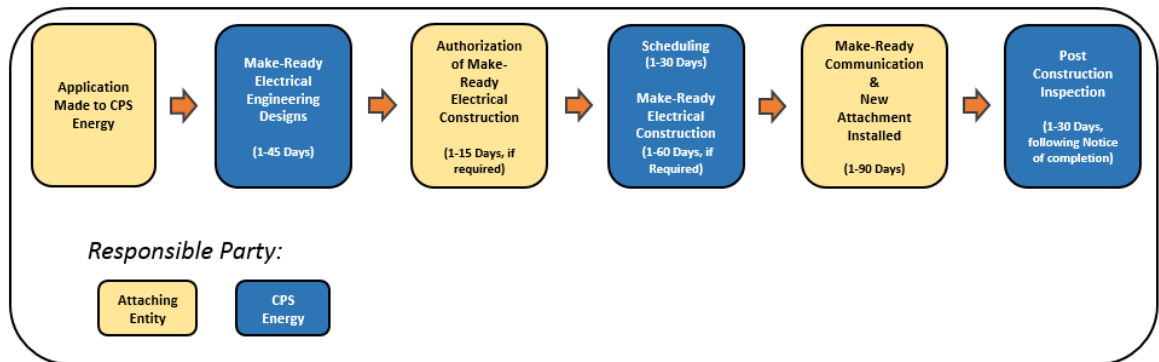 Application
Made to CPS
Energy
Make-Ready
Electrical
Engineering
Designs
(1-45 Days)
Authorization
of Make-
Ready
Electrical
Construction
(1-15 Days, if
required)
Scheduling
(1-30 Days)
Make-Ready
Electrical
Construction
(1-60 Days, if
Required)
Make-Ready
Communication
&
New
Attachment
Installed
(1-90 Days)
Post
Construction
Inspection
(1-30 Days,
following Notice
of completion)
Responsible Party:
Attaching
Entity
CPS
Energy